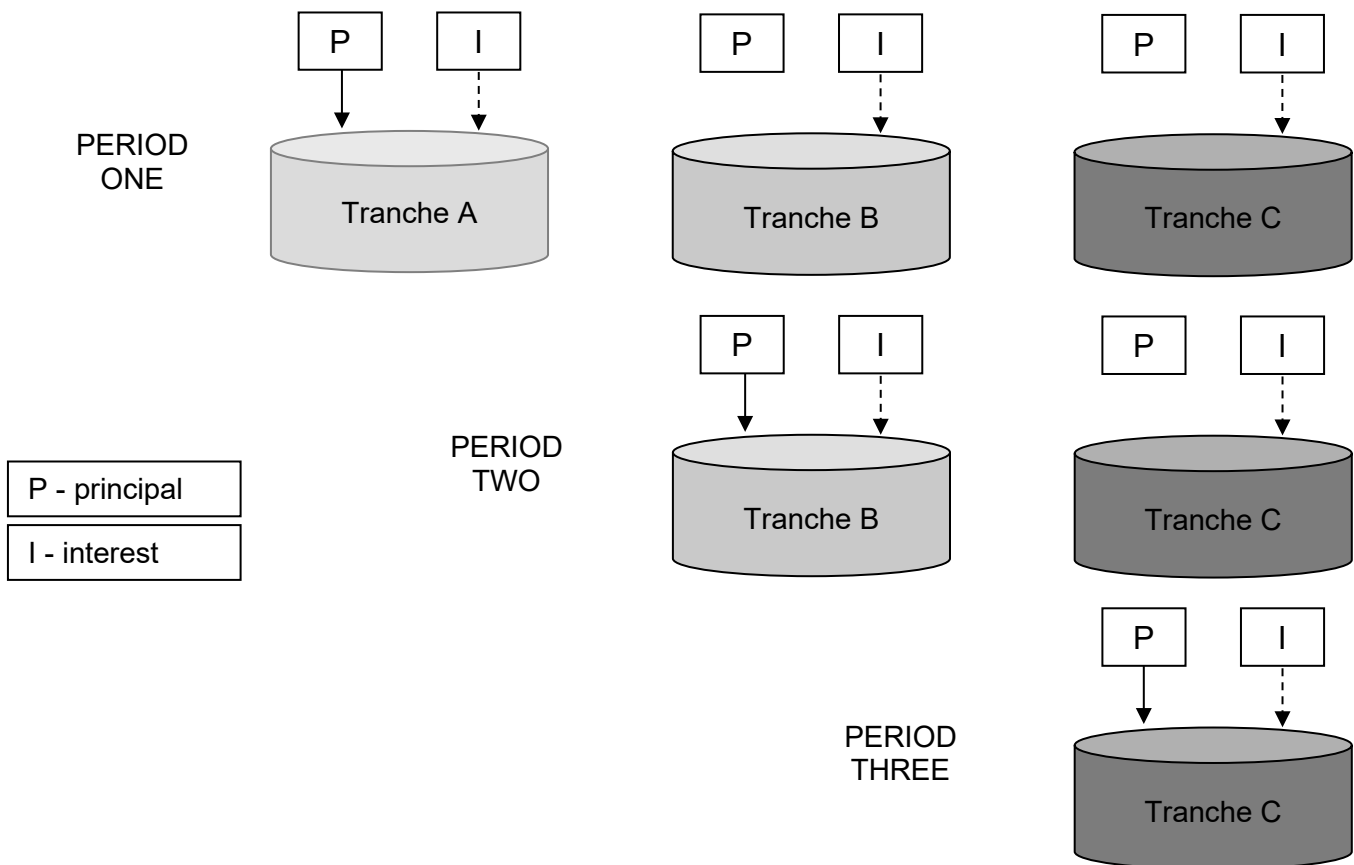 P I P I P I
PERIOD
ONE
Tranche A Tranche B Tranche C
P I P I
PERIOD
TWO
P - principal
I - interest
Tranche B Tranche C
P I
PERIOD
THREE
Tranche C